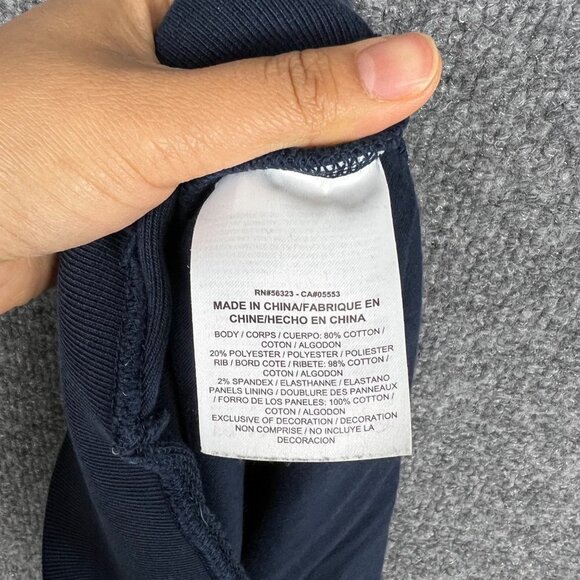 RN#56323 - CA#05553
MADE IN CHINA/FABRIQUE EN
CHINE/HECHO EN CHINA
BODY / CORPS / CUERPO: 80% COTTON /
COTON / ALGODON
20% POLYESTER / POLYESTER / POLIESTER
RIB / BORD COTE / RIBETE: 98% COTTON /
COTON / ALGODON
2% SPANDEX / ELASTHANNE / ELASTANO
PANELS LINING / DOUBLURE DES PANNEAUX
/ FORRO DE LOS PANELES: 100% COTTON /
COTON / ALGODON
EXCLUSIVE OF DECORATION / DECORATION
NON COMPRISE / NO INCLUYE LA
DECORACION